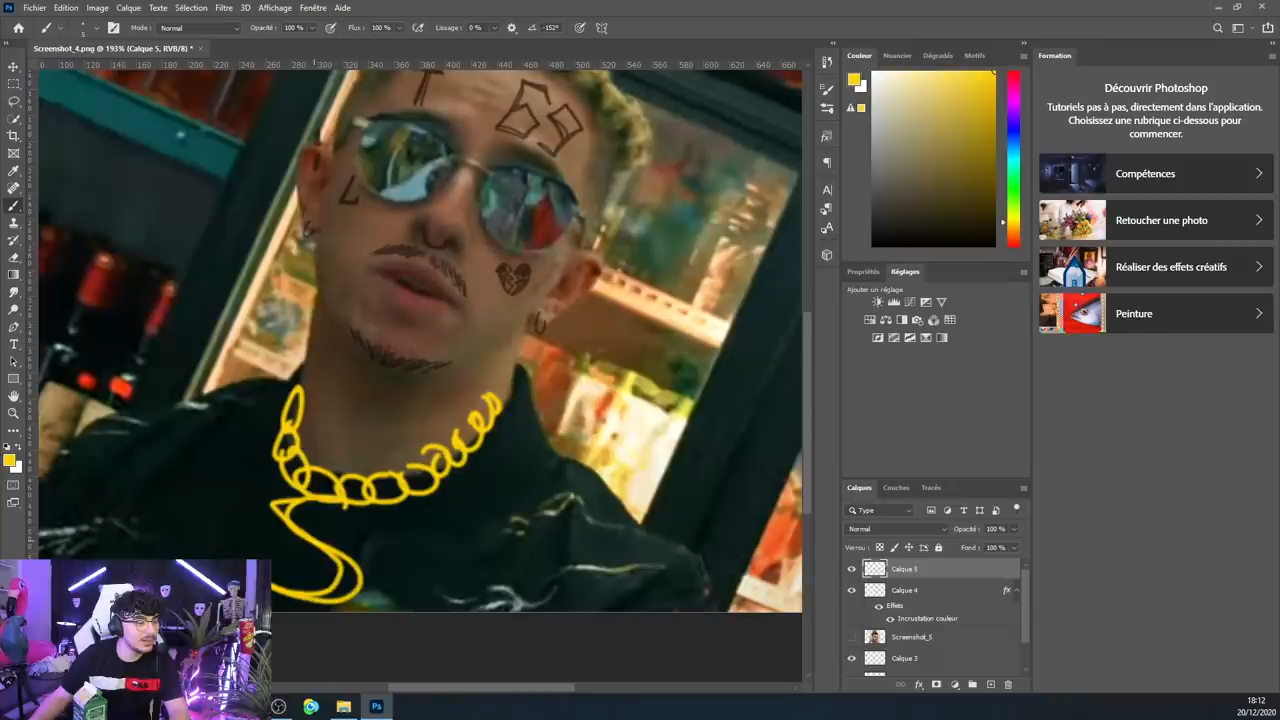 Ps Fichier Edition Image Calque Texte Sélection Filtre 3D Affichage Fenêtre Aide
5 Mode : Normal Opacité : 100 % Flux : 100 % Lissage : 0 % -152°
Screenshot_4.png @ 193% (Calque 5, RVB/8) * ×
Couleur Nuancier Dégradés Motifs
Formation
Découvrir Photoshop
Tutoriels pas à pas, directement dans l'application.
Choisissez une rubrique ci-dessous pour
commencer.
Compétences
Retoucher une photo
Réaliser des effets créatifs
Peinture
Propriétés Réglages
Ajouter un réglage
Calques Couches Tracés
Type
Normal Opacité : 100 %
Verrou : Fond : 100 %
Calque 5
Calque 4 fx
Effets
Incrustation couleur
Screenshot_5
Calque 3
Ps
18:12
20/12/2020